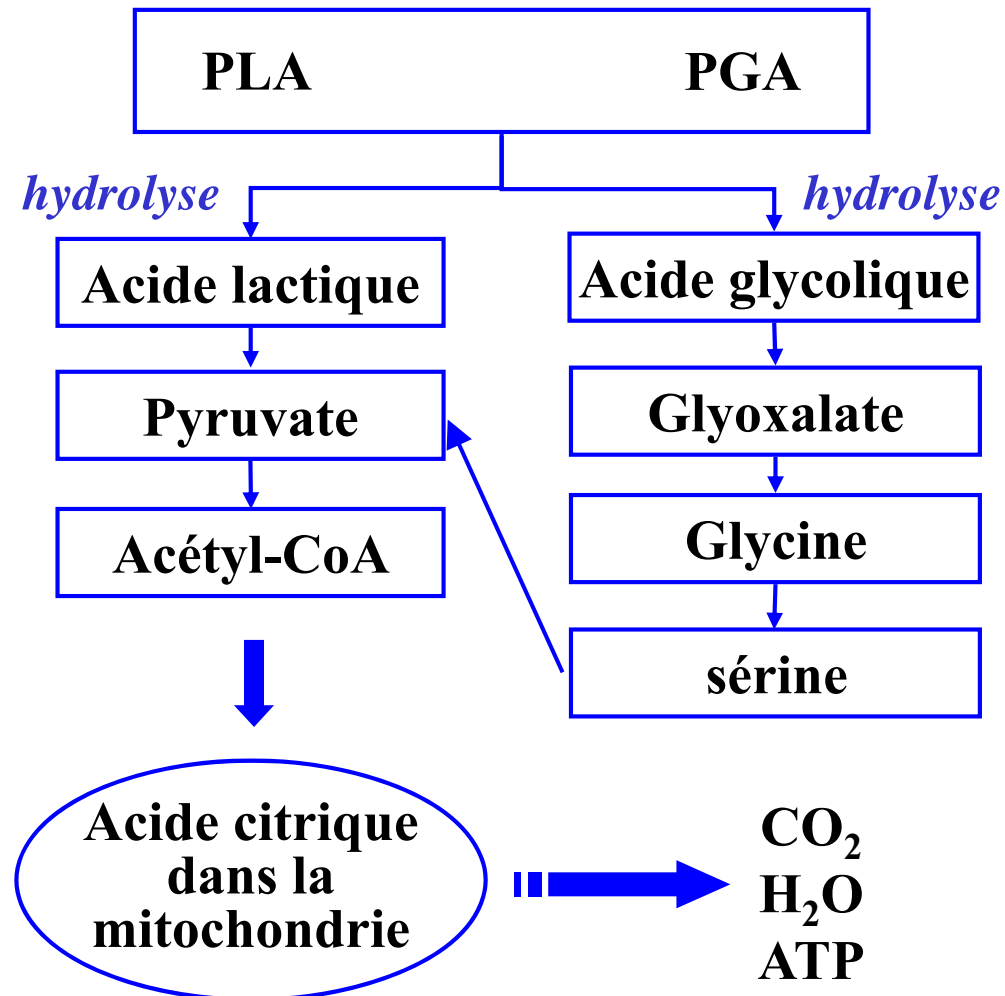 PLA PGA
hydrolyse hydrolyse
Acide lactique Acide glycolique
Pyruvate Glyoxalate
Acétyl-CoA Glycine
sérine
Acide citrique
dans la
mitochondrie
CO₂
H₂O
ATP